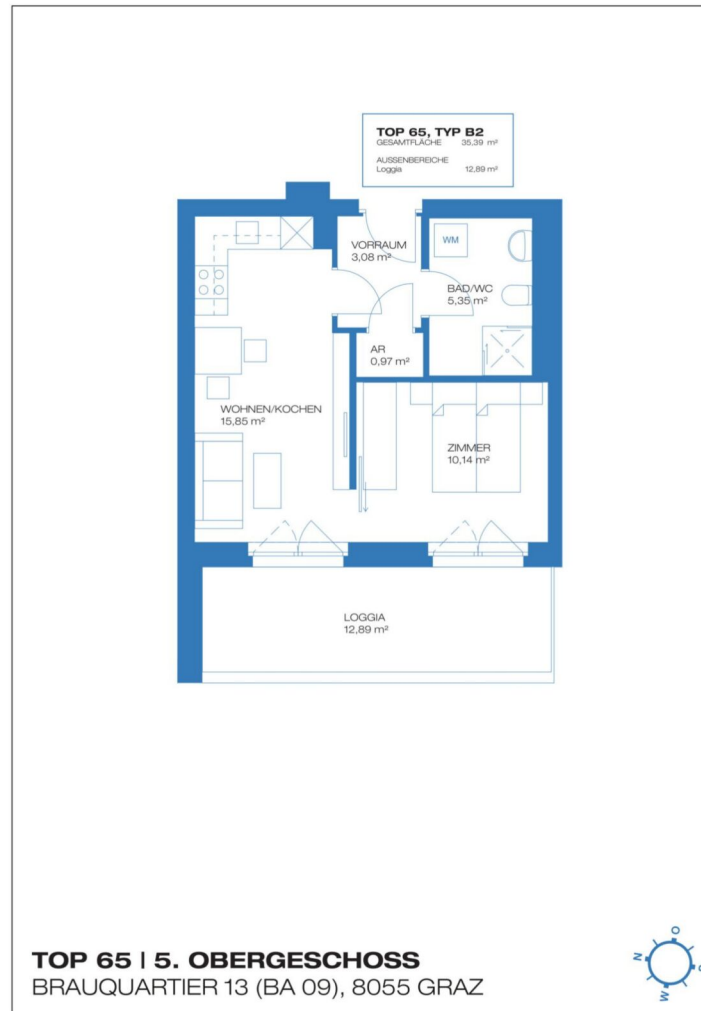 TOP 65, TYP B2
GESAMTFLÄCHE 35,39 m²
AUSSENBEREICHE
Loggia 12,89 m²
VORRAUM
3,08 m²
WM
BAD/WC
5,35 m²
AR
0,97 m²
WOHNEN/KOCHEN
15,85 m²
ZIMMER
10,14 m²
LOGGIA
12,89 m²
TOP 65 | 5. OBERGESCHOSS
BRAUQUARTIER 13 (BA 09), 8055 GRAZ
N
O
W
S